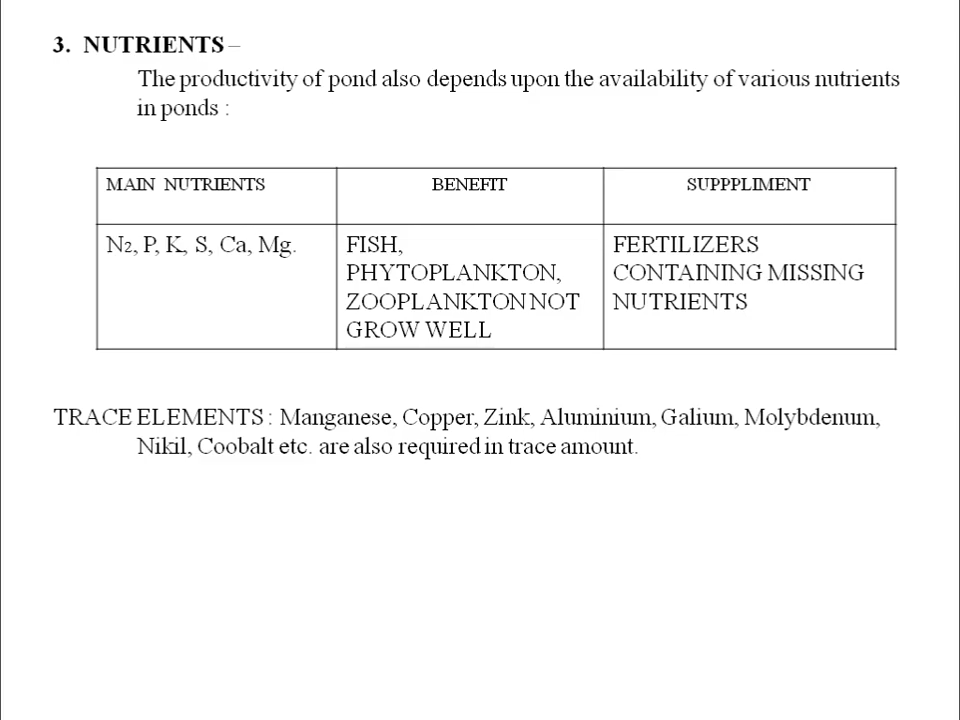 3. NUTRIENTS –
The productivity of pond also depends upon the availability of various nutrients
in ponds :
MAIN NUTRIENTS
BENEFIT
SUPPPLIMENT
N2, P, K, S, Ca, Mg.
FISH,
PHYTOPLANKTON,
ZOOPLANKTON NOT
GROW WELL
FERTILIZERS
CONTAINING MISSING
NUTRIENTS
TRACE ELEMENTS : Manganese, Copper, Zink, Aluminium, Galium, Molybdenum,
Nikil, Coobalt etc. are also required in trace amount.